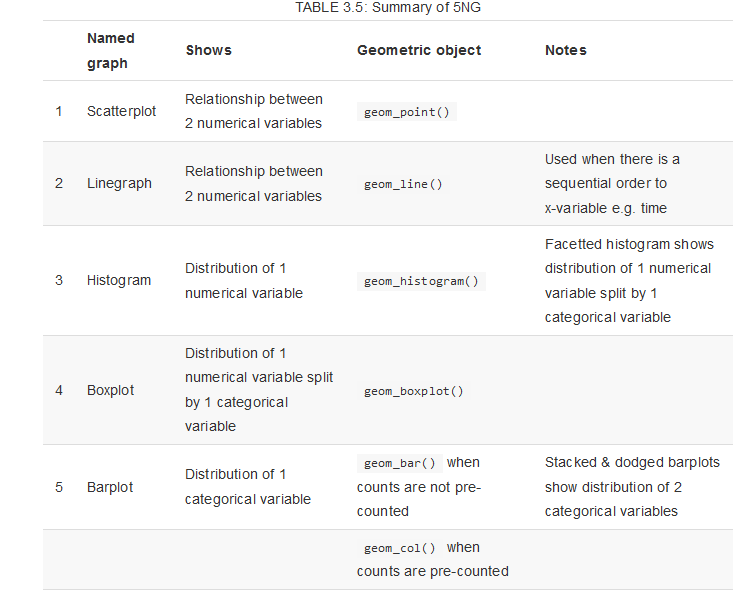 TABLE 3.5: Summary of 5NG
Named
graph
Shows
Geometric object
Notes
1
Scatterplot
Relationship between
2 numerical variables
geom_point()
2
Linegraph
Relationship between
2 numerical variables
geom_line()
Used when there is a
sequential order to
x-variable e.g. time
3
Histogram
Distribution of 1
numerical variable
geom_histogram()
Facetted histogram shows
distribution of 1 numerical
variable split by 1
categorical variable
4
Boxplot
Distribution of 1
numerical variable split
by 1 categorical
variable
geom_boxplot()
5
Barplot
Distribution of 1
categorical variable
geom_bar() when
counts are not pre-
counted
Stacked & dodged barplots
show distribution of 2
categorical variables
geom_col() when
counts are pre-counted